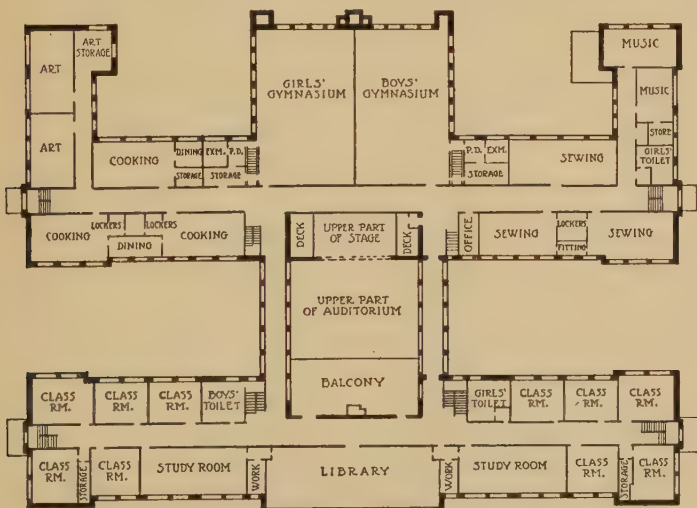 ART
STORAGE
ART
GIRLS'
GYMNASIUM
BOYS'
GYMNASIUM
MUSIC
MUSIC
ART
COOKING
DINING
EXM.
P.D.
STORAGE
STORAGE
P.D.
EXM.
STORAGE
SEWING
STORE
GIRLS'
TOILET
COOKING
LOCKERS
LOCKERS
DINING
COOKING
DECK
UPPER PART
OF STAGE
DECK
OFFICE
SEWING
LOCKERS
FITTING
SEWING
UPPER PART
OF AUDITORIUM
BALCONY
CLASS
RM.
CLASS
RM.
CLASS
RM.
BOYS'
TOILET
GIRLS'
TOILET
CLASS
RM.
CLASS
RM.
CLASS
RM.
CLASS
RM.
STORAGE
CLASS
RM.
STUDY ROOM
WORK
LIBRARY
WORK
STUDY ROOM
CLASS
RM.
STORAGE
CLASS
RM.